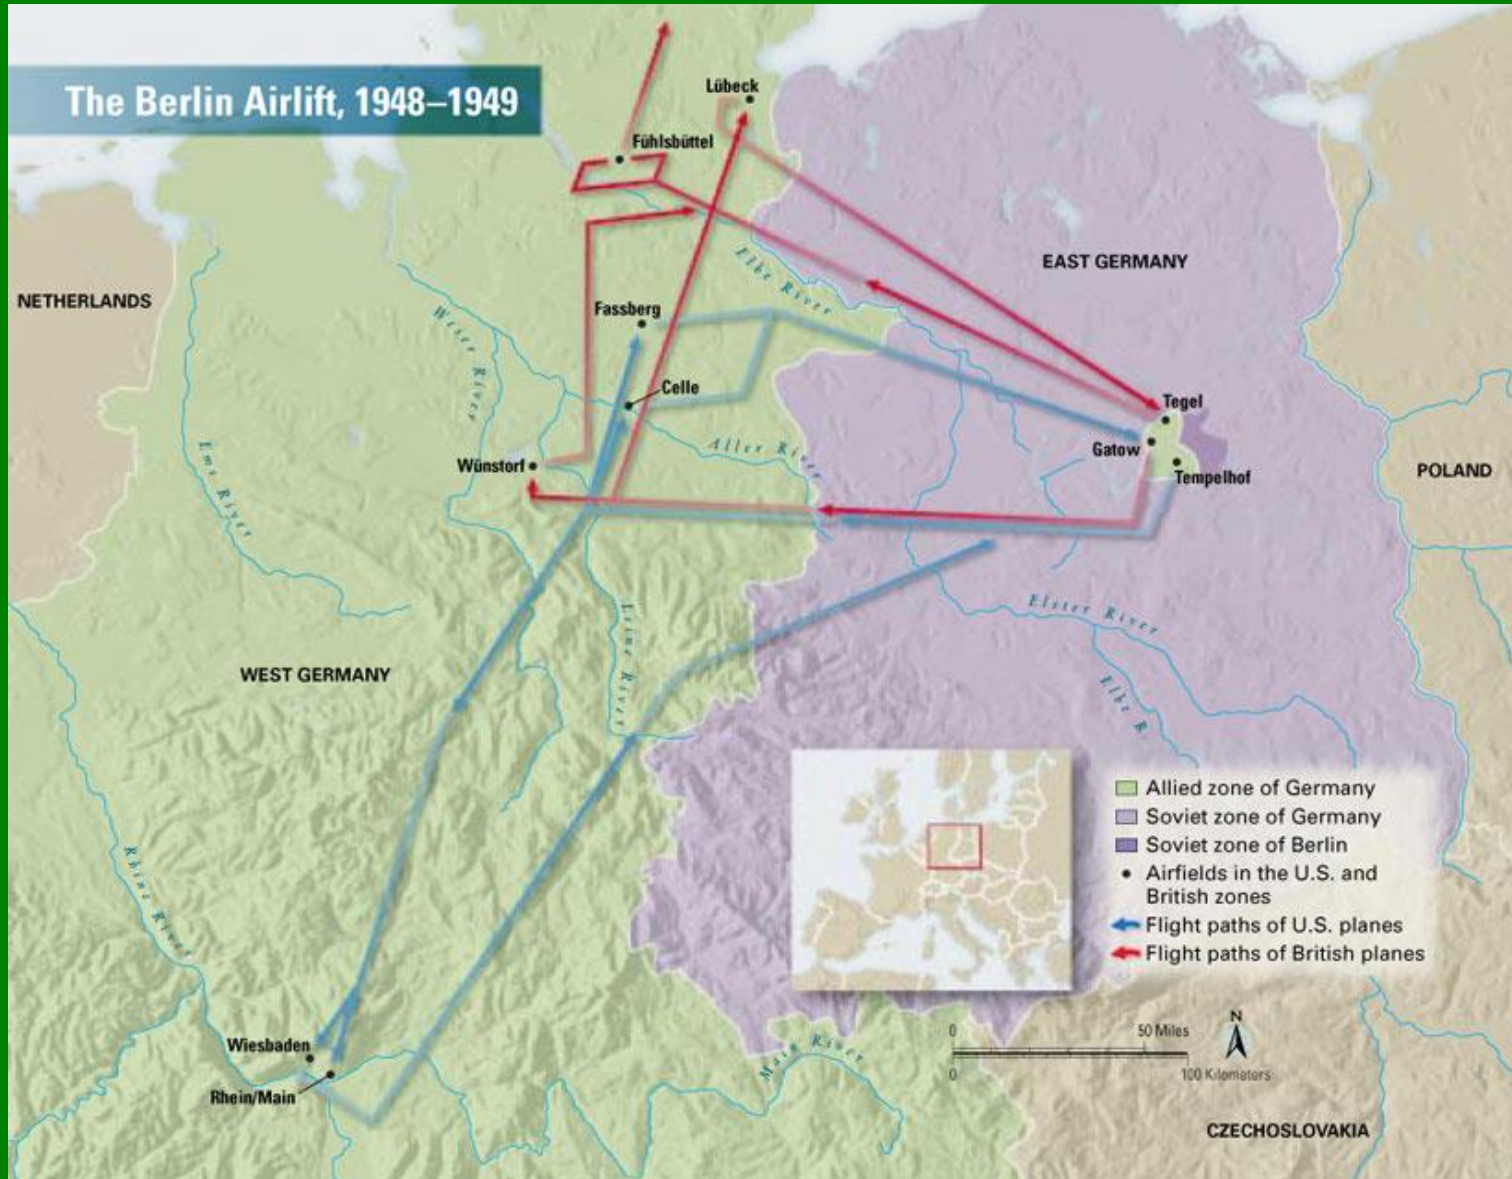 The Berlin Airlift, 1948–1949
Lübeck
Fühlsbüttel
EAST GERMANY
Elbe River
NETHERLANDS
Fassberg
Weser River
Celle
Tegel
Gatow
Aller River
Ems River
Wünstorf
Tempelhof
POLAND
Elster River
Leine River
WEST GERMANY
Elbe R.
Allied zone of Germany
Soviet zone of Germany
Soviet zone of Berlin
Airfields in the U.S. and
British zones
Flight paths of U.S. planes
Flight paths of British planes
Rhine River
N
0
50 Miles
0
100 Kilometers
Wiesbaden
Main River
Rhein/Main
CZECHOSLOVAKIA